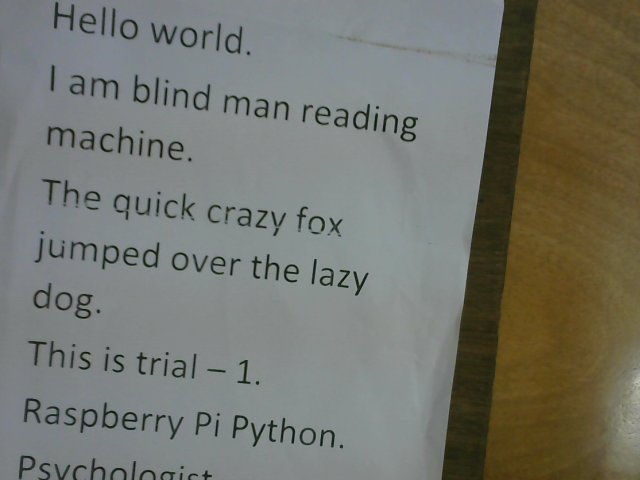 Hello world.
I am blind man reading
machine.
The quick crazy fox
jumped over the lazy
dog.
This is trial – 1.
Raspberry Pi Python.
Psychologist